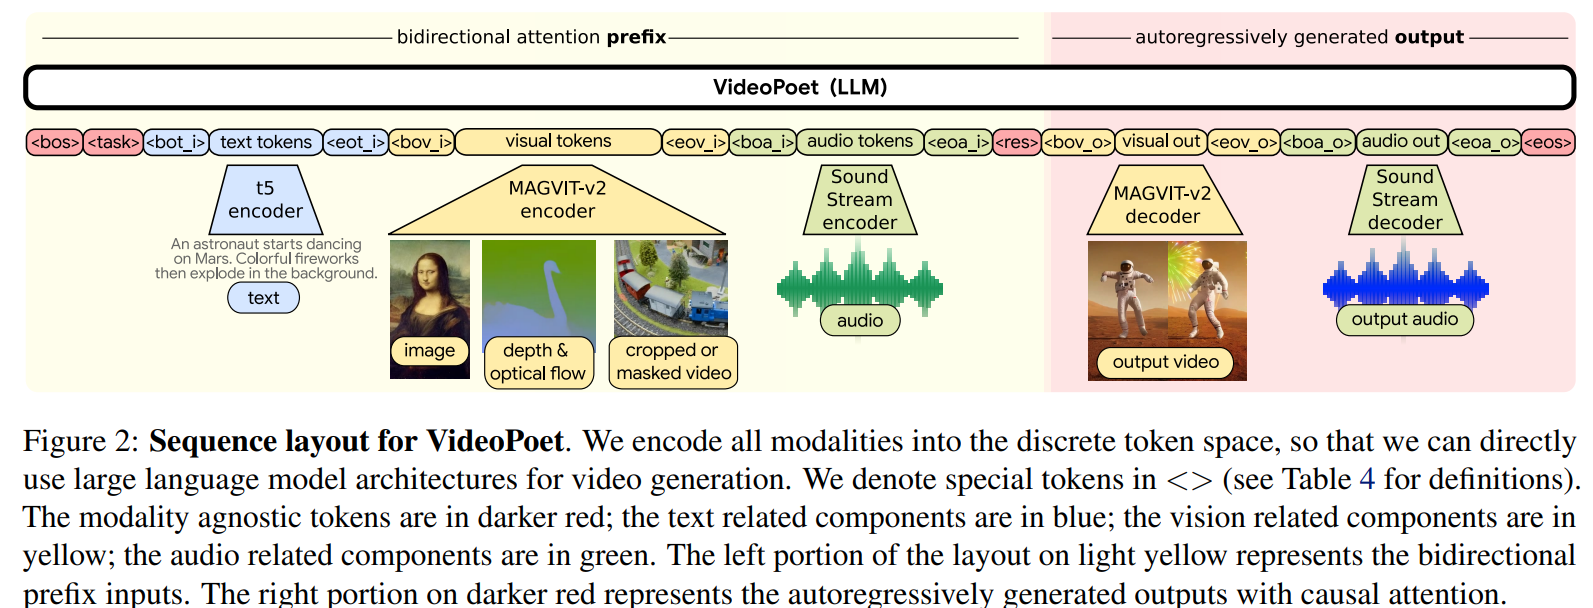 bidirectional attention prefix
autoregressively generated output
VideoPoet (LLM)
<bos> <task> <bot_i> text tokens <eot_i> <bov_i> visual tokens <eov_i> <boa_i> audio tokens <eoa_i> <res> <bov_o> visual out <eov_o> <boa_o> audio out <eoa_o> <eos>
t5
encoder
MAGVIT-v2
encoder
Sound
Stream
encoder
MAGVIT-v2
decoder
Sound
Stream
decoder
An astronaut starts dancing
on Mars. Colorful fireworks
then explode in the background.
text
image
depth &
optical flow
cropped or
masked video
audio
output video
output audio
Figure 2: Sequence layout for VideoPoet. We encode all modalities into the discrete token space, so that we can directly
use large language model architectures for video generation. We denote special tokens in <> (see Table 4 for definitions).
The modality agnostic tokens are in darker red; the text related components are in blue; the vision related components are in
yellow; the audio related components are in green. The left portion of the layout on light yellow represents the bidirectional
prefix inputs. The right portion on darker red represents the autoregressively generated outputs with causal attention.